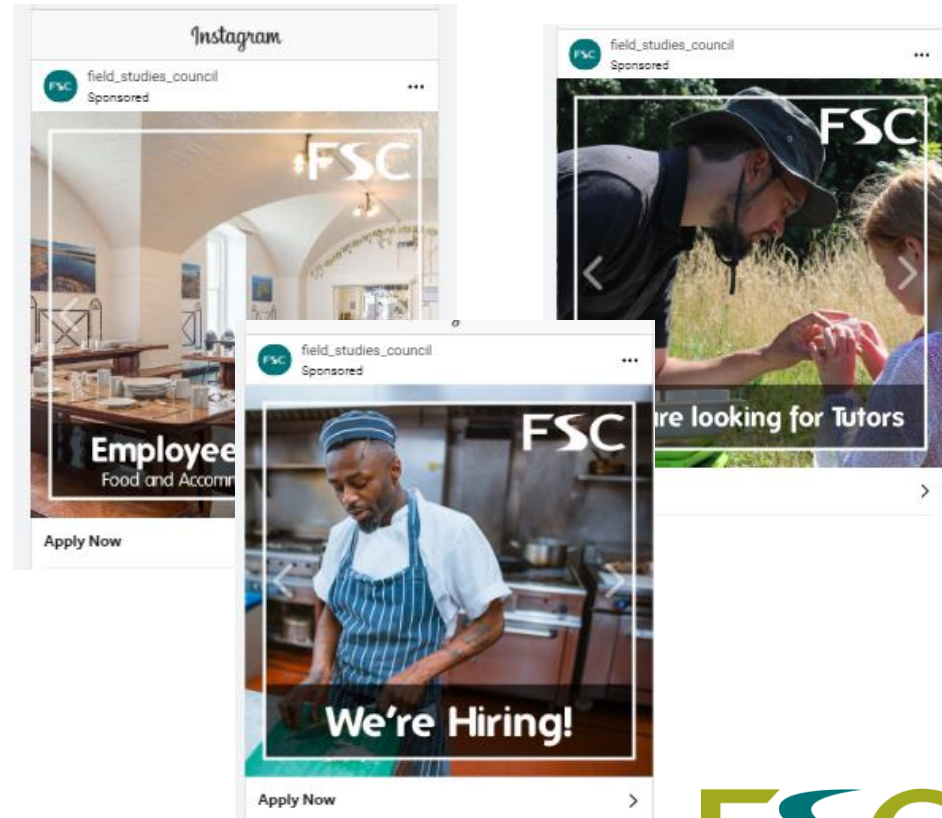 Instagram
FSC
field_studies_council
Sponsored
FSC
Employee
Food and
Apply Now
FSC
field_studies_council
Sponsored
FSC
re looking for Tutors
FSC
field_studies_council
Sponsored
FSC
We're Hiring!
Apply Now
FSC